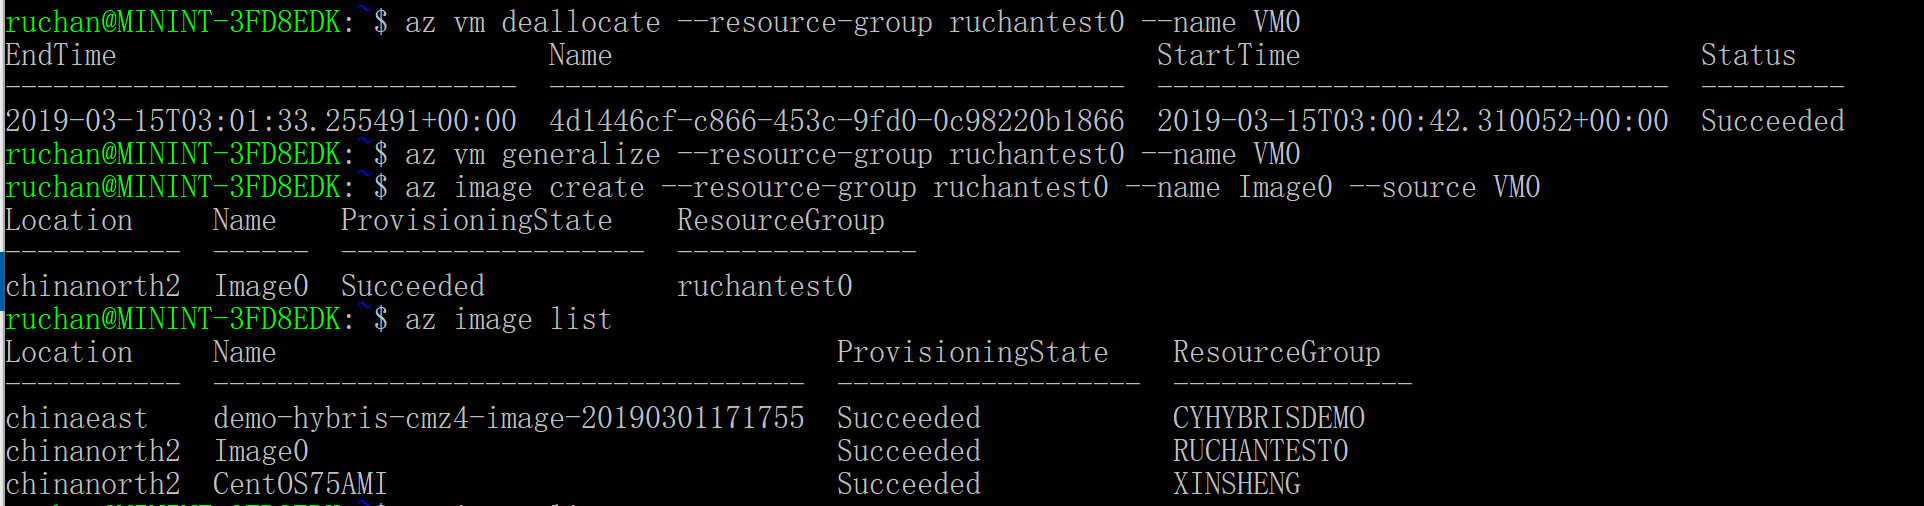 ruchan@MININT-3FD8EDK:~$ az vm deallocate --resource-group ruchantest0 --name VM0
EndTime                           Name                                  StartTime                         Status
--------------------------------  ------------------------------------  --------------------------------  ---------
2019-03-15T03:01:33.255491+00:00  4d1446cf-c866-453c-9fd0-0c98220b1866  2019-03-15T03:00:42.310052+00:00  Succeeded
ruchan@MININT-3FD8EDK:~$ az vm generalize --resource-group ruchantest0 --name VM0
ruchan@MININT-3FD8EDK:~$ az image create --resource-group ruchantest0 --name Image0 --source VM0
Location     Name    ProvisioningState    ResourceGroup
-----------  ------  -------------------  ---------------
chinanorth2  Image0  Succeeded            ruchantest0
ruchan@MININT-3FD8EDK:~$ az image list
Location     Name                                   ProvisioningState    ResourceGroup
-----------  -------------------------------------  -------------------  ---------------
chinaeast    demo-hybris-cmz4-image-20190301171755  Succeeded            CYHYBRISDEMO
chinanorth2  Image0                                 Succeeded            RUCHANTEST0
chinanorth2  CentOS75AMI                            Succeeded            XINSHENG